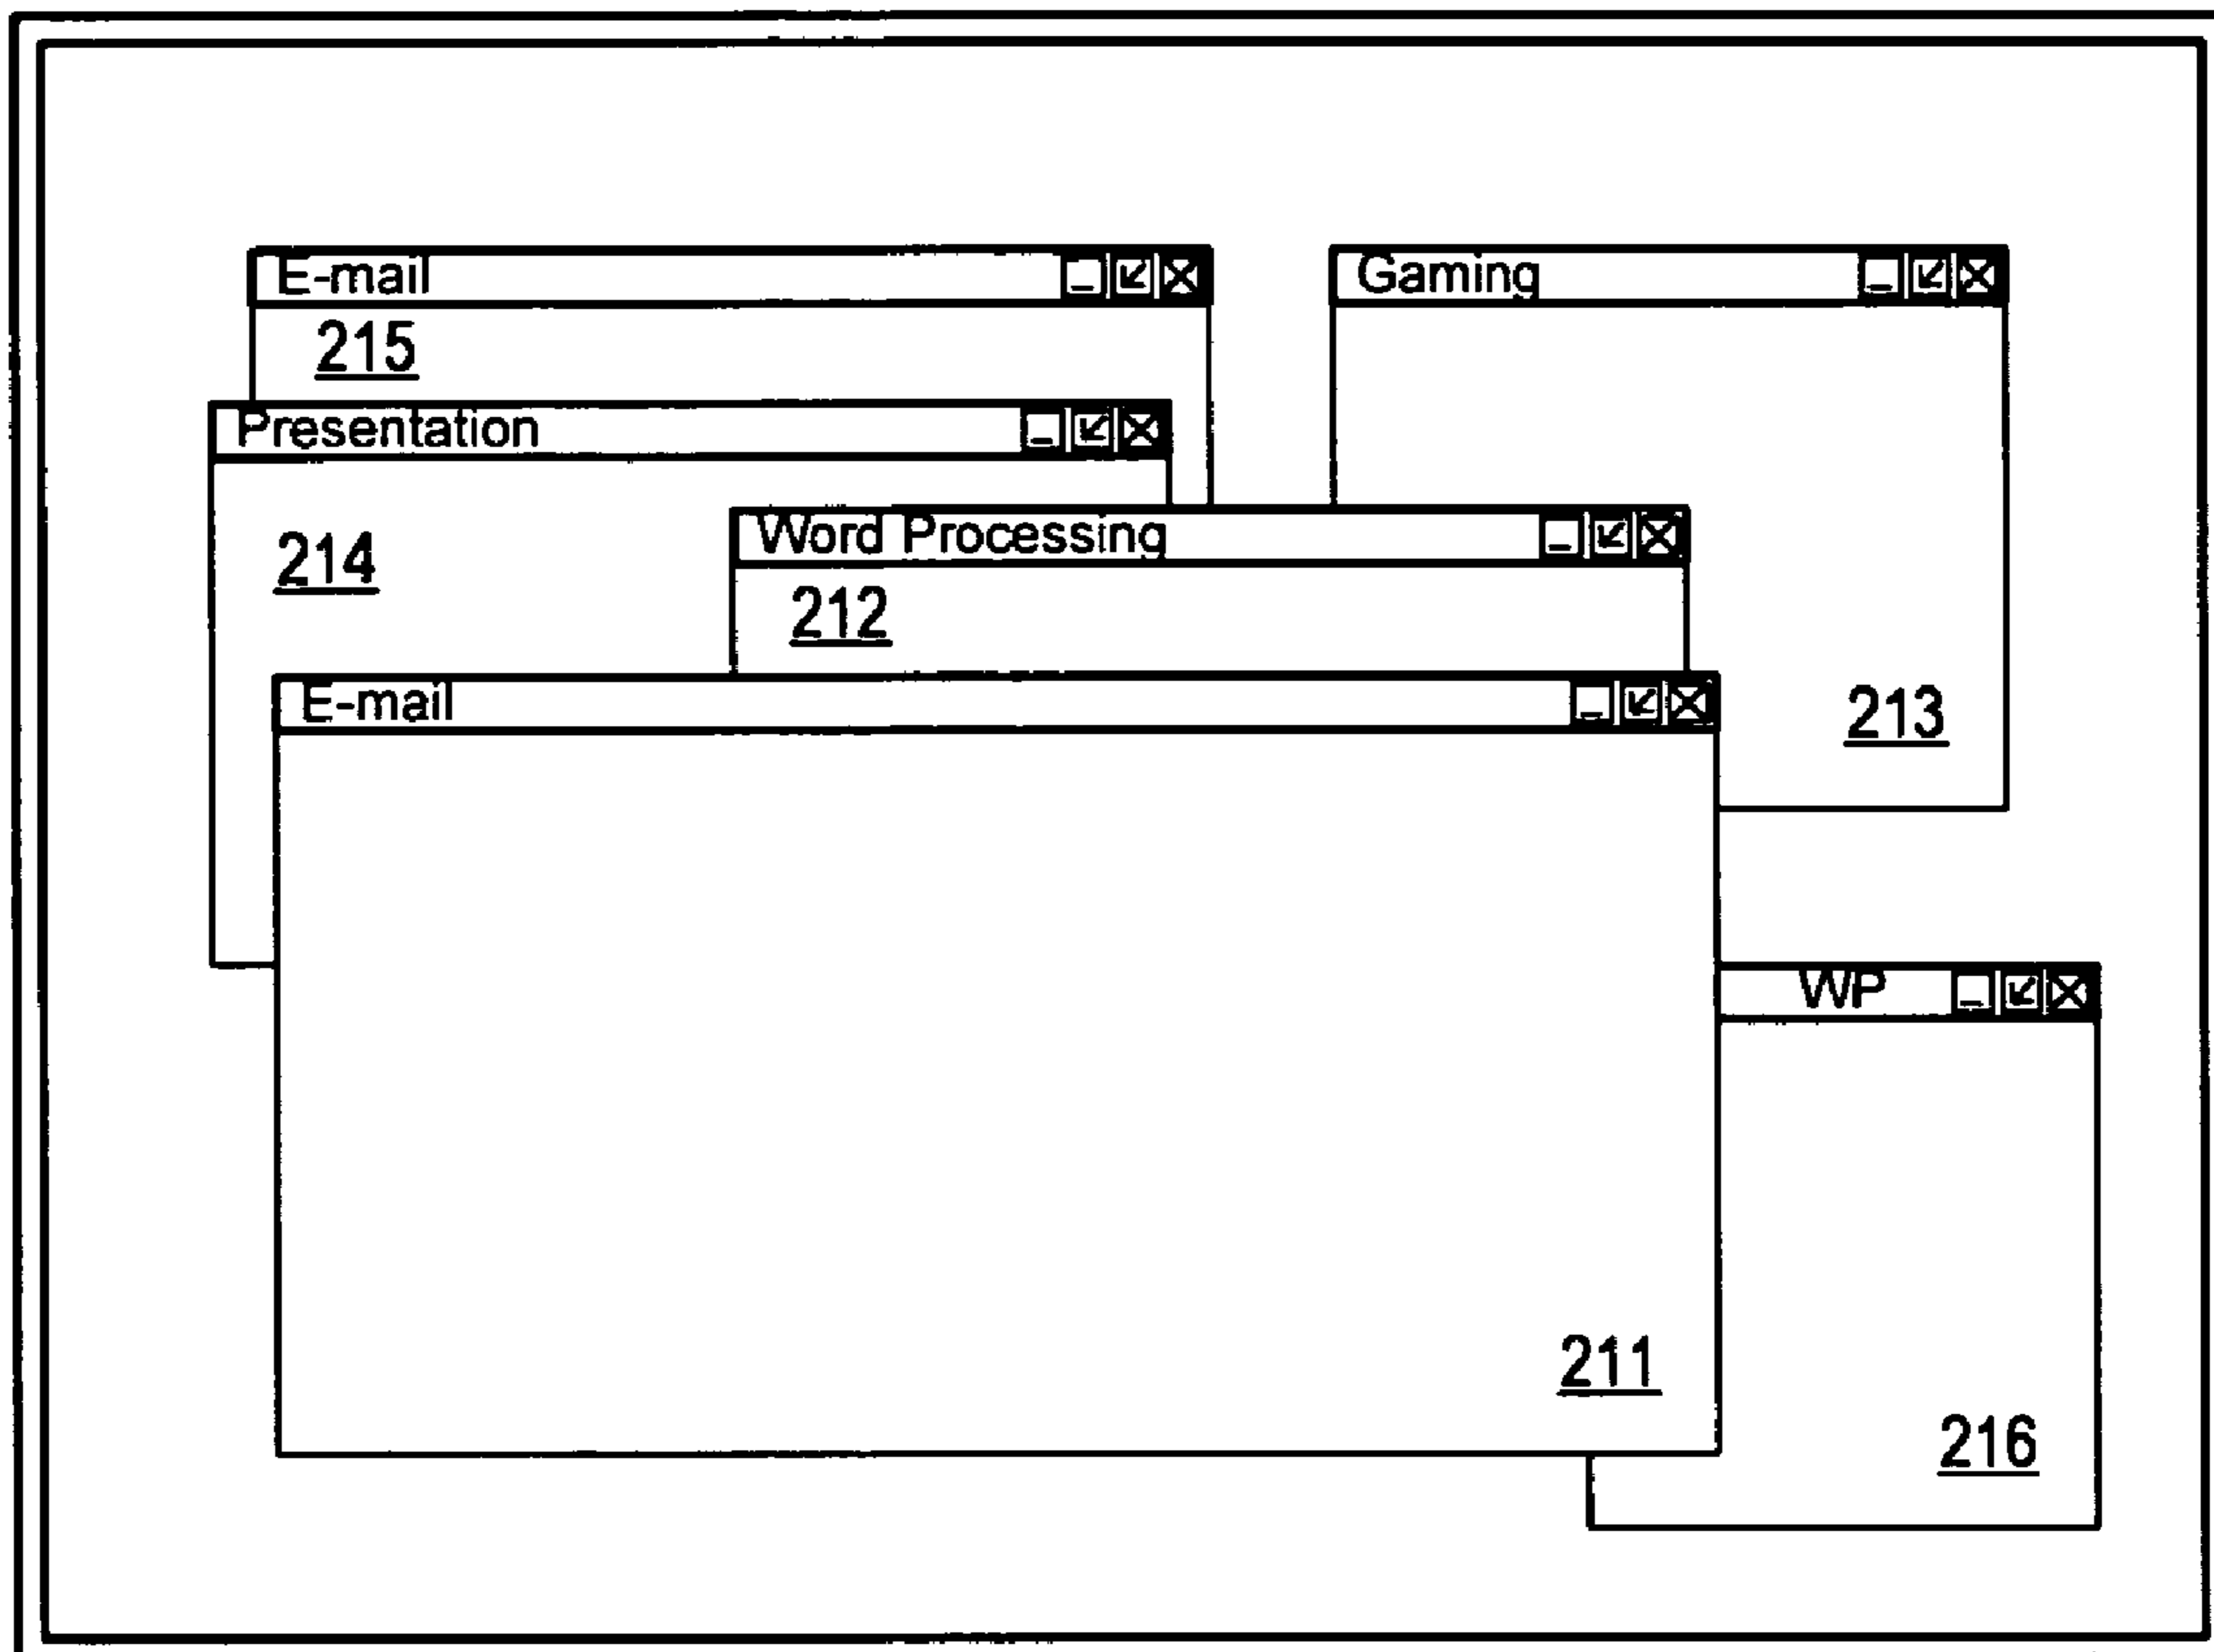 E-mail
Gaming
215
Presentation
214
Word Processing
212
E-mail
213
WP
211
216